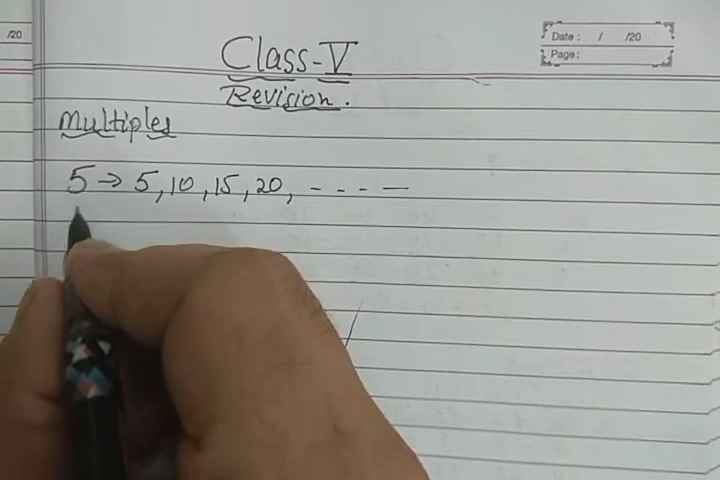 /20
Date : / /20
Page:
Class-V
Revision.
Multiples
5 → 5, 10, 15, 20, - - - - —